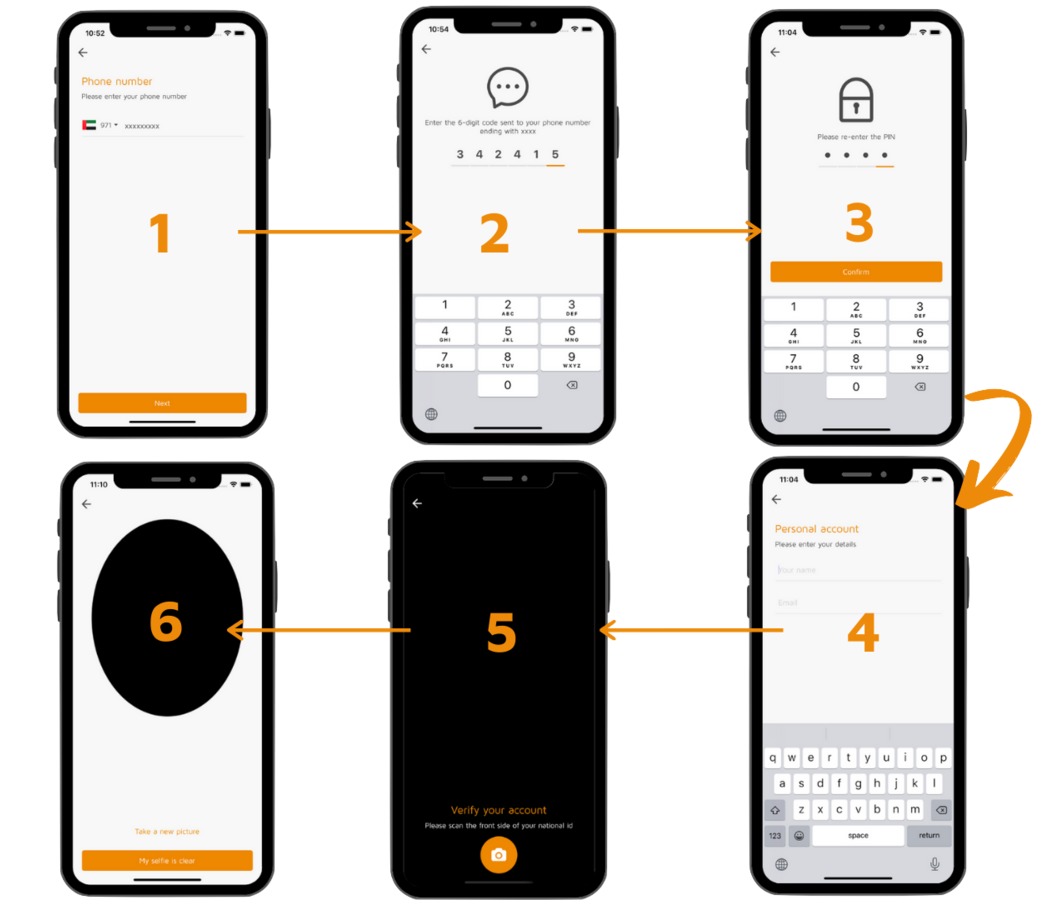 10:52
Phone number
Please enter your phone number
971 xxxxxxxxx
1
Next
10:54
Enter the 6-digit code sent to your phone number
ending with xxxx
3 4 2 4 1 5
2
1 2 3
ABC DEF
4 5 6
GHI JKL MNO
7 8 9
PQRS TUV WXYZ
0
11:04
Please re-enter the PIN
3
Confirm
1 2 3
ABC DEF
4 5 6
GHI JKL MNO
7 8 9
PQRS TUV WXYZ
0
11:04
Personal account
Please enter your details
Your name
Email
4
q w e r t y u i o p
a s d f g h j k l
z x c v b n m
123 space return
5
Verify your account
Please scan the front side of your national id
11:10
6
Take a new picture
My selfie is clear